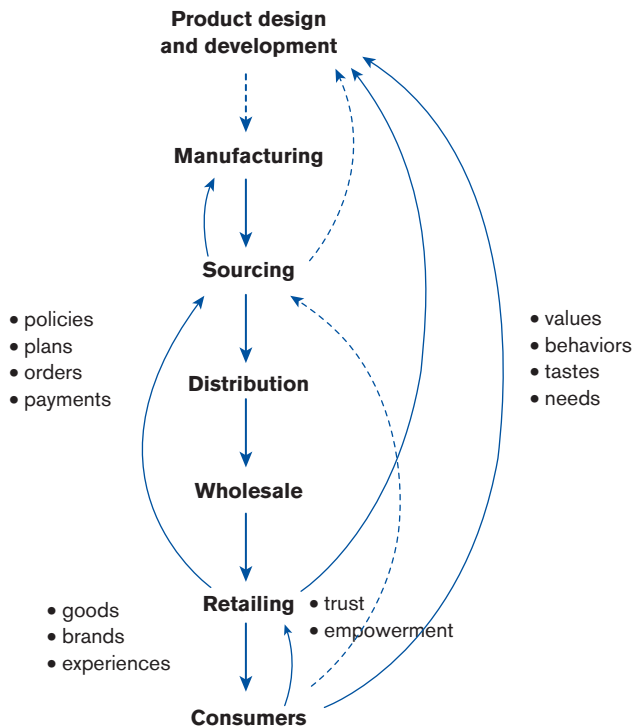 Product design
and development
Manufacturing
Sourcing
• policies
• plans
• orders
• payments
• values
• behaviors
• tastes
• needs
Distribution
Wholesale
Retailing
• trust
• empowerment
• goods
• brands
• experiences
Consumers